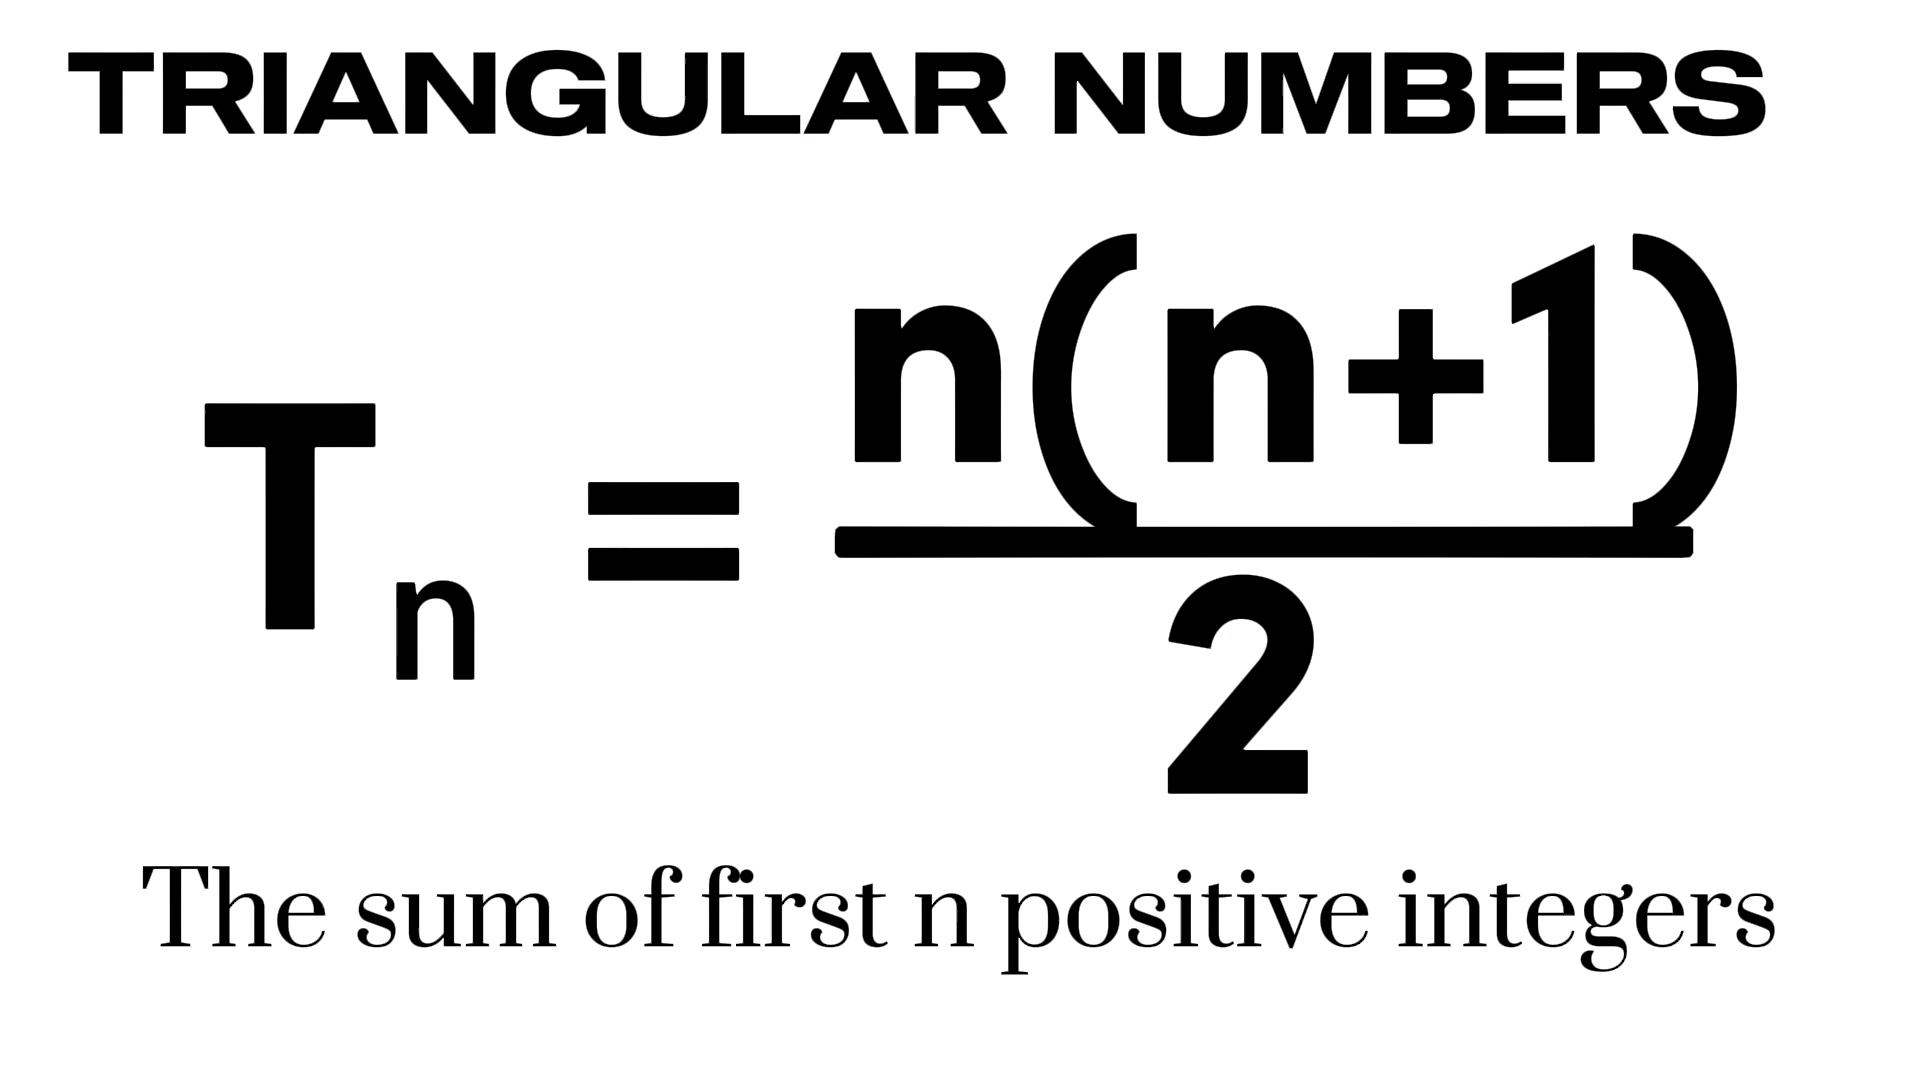 TRIANGULAR NUMBERS
Tn = n(n+1)/2
The sum of first n positive integers